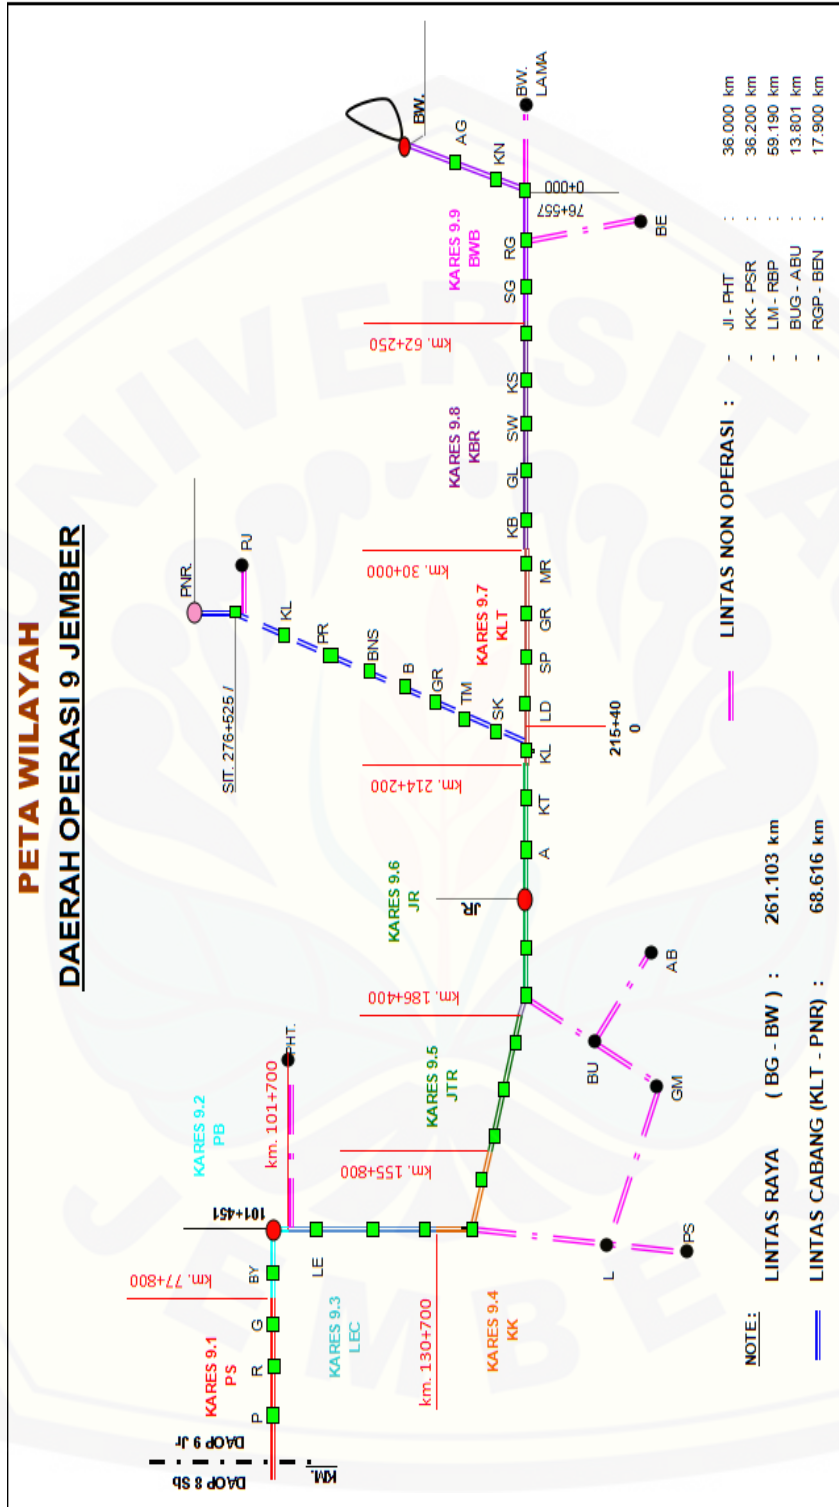 PETA WILAYAH
DAERAH OPERASI 9 JEMBER
DAOP 8 Sb
DAOP 9 Jr
KM.
P
R
G
BY
KARES 9.1
PS
km. 77+800
101+451
KARES 9.2
PB
km. 101+700
PHT.
LE
KARES 9.3
LEC
km. 130+700
KARES 9.4
KK
km. 155+800
KARES 9.5
JTR
km. 186+400
L
PS
GM
BU
AB
KARES 9.6
JR
JR
A
KT
KL
km. 214+200
215+40
0
SIT. 276+525 /
PNR.
PJ
KL
PR
BNS
B
GR
TM
SK
LD
SP
GR
MR
KARES 9.7
KLT
km. 30+000
KB
GL
SW
KS
KARES 9.8
KBR
km. 62+250
SG
RG
KARES 9.9
BWB
76+557
0+000
BE
KN
AG
BW.
BW.
LAMA
NOTE:
LINTAS RAYA ( BG - BW ) : 261.103 km
LINTAS CABANG (KLT - PNR) : 68.616 km
LINTAS NON OPERASI :
- JI - PHT : 36.000 km
- KK - PSR : 36.200 km
- LM - RBP : 59.190 km
- BUG - ABU : 13.801 km
- RGP - BEN : 17.900 km
UNIVERSITA
JEMBER